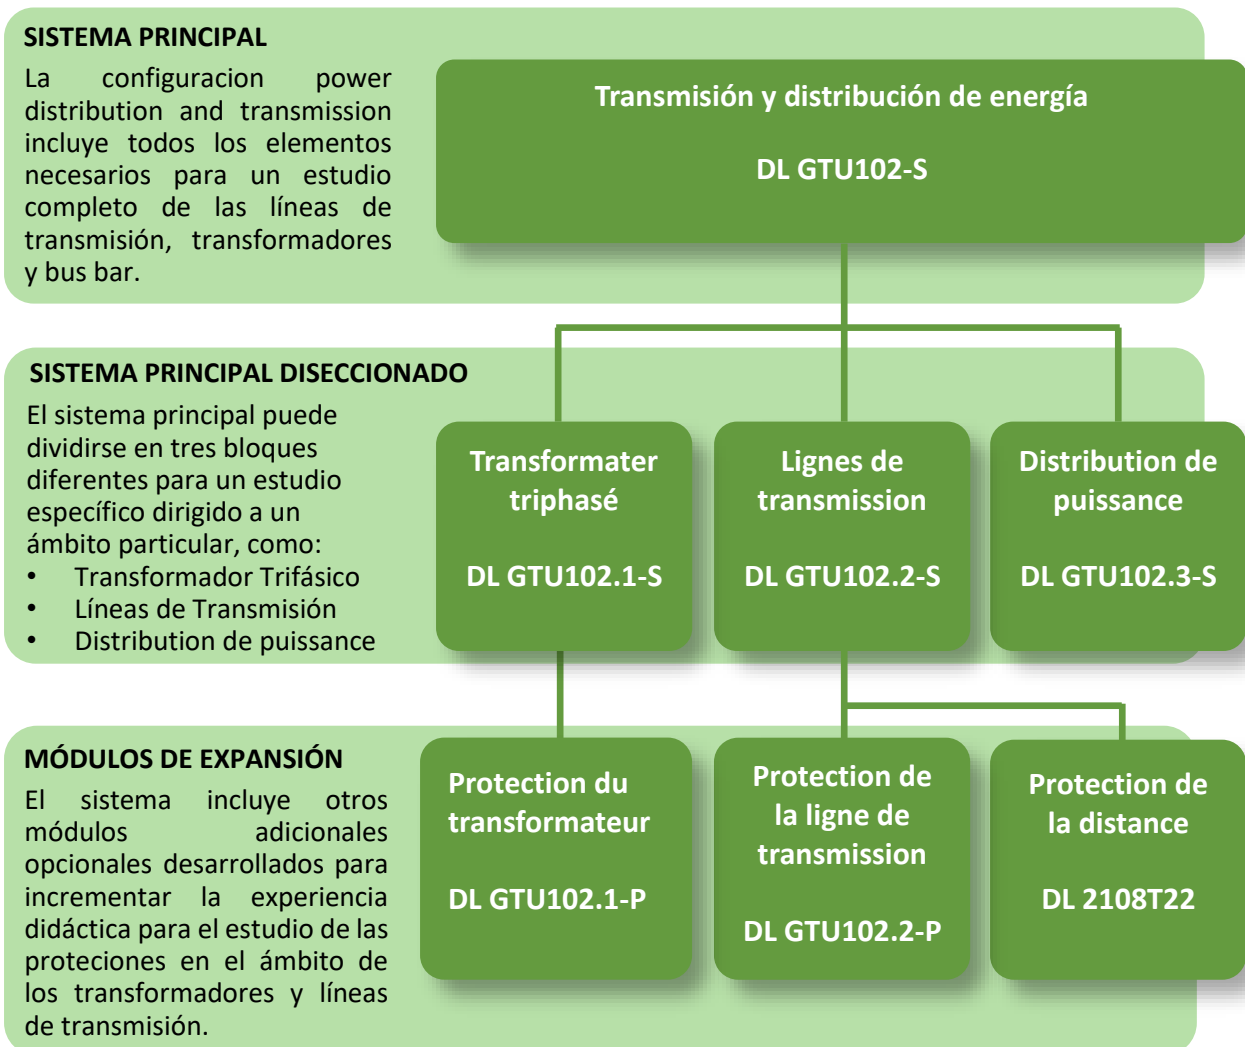 SISTEMA PRINCIPAL
La configuracion power
distribution and transmission
incluye todos los elementos
necesarios para un estudio
completo de las líneas de
transmisión, transformadores
y bus bar.
Transmisión y distribución de energía
DL GTU102-S
SISTEMA PRINCIPAL DISECCIONADO
El sistema principal puede
dividirse en tres bloques
diferentes para un estudio
específico dirigido a un
ámbito particular, como:
• Transformador Trifásico
• Líneas de Transmisión
• Distribution de puissance
Transformater
triphasé
DL GTU102.1-S
Lignes de
transmission
DL GTU102.2-S
Distribution de
puissance
DL GTU102.3-S
MÓDULOS DE EXPANSIÓN
El sistema incluye otros
módulos adicionales
opcionales desarrollados para
incrementar la experiencia
didáctica para el estudio de las
proteciones en el ámbito de
los transformadores y líneas
de transmisión.
Protection du
transformateur
DL GTU102.1-P
Protection de
la ligne de
transmission
DL GTU102.2-P
Protection de
la distance
DL 2108T22